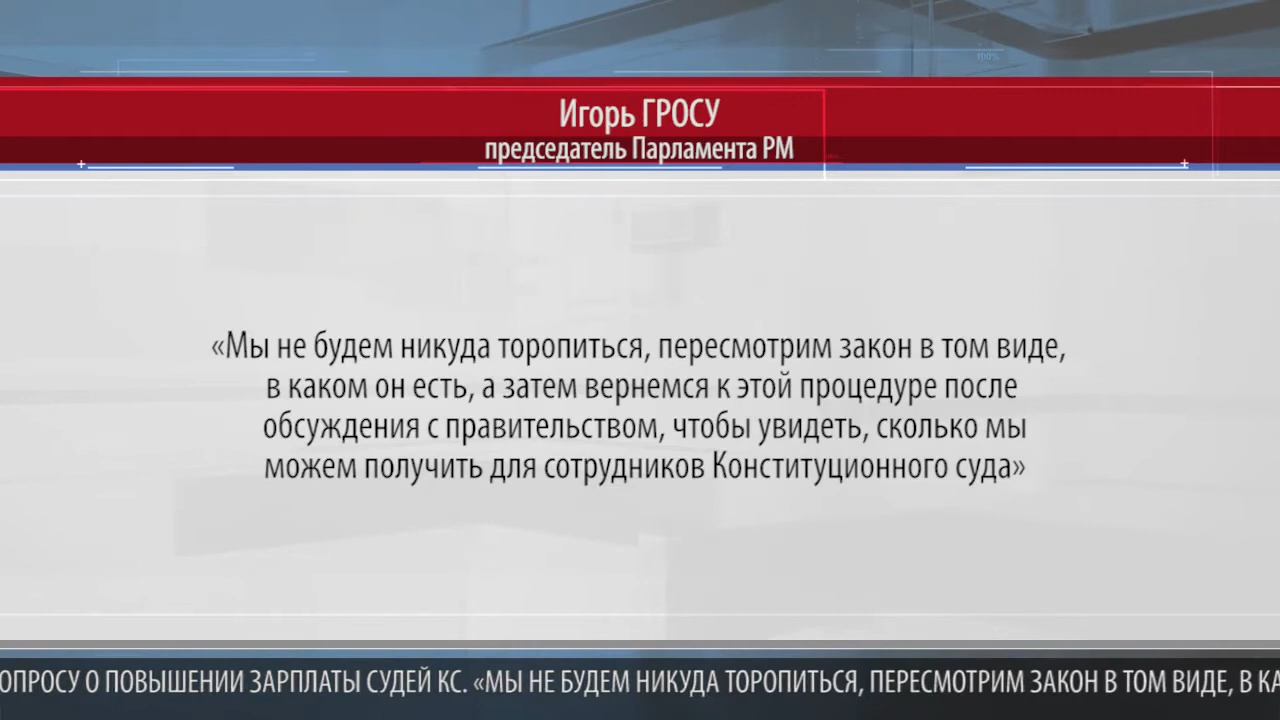 Игорь ГРОСУ
председатель Парламента РМ
«Мы не будем никуда торопиться, пересмотрим закон в том виде,
в каком он есть, а затем вернемся к этой процедуре после
обсуждения с правительством, чтобы увидеть, сколько мы
можем получить для сотрудников Конституционного суда»
ОПРОСУ О ПОВЫШЕНИИ ЗАРПЛАТЫ СУДЕЙ КС. «МЫ НЕ БУДЕМ НИКУДА ТОРОПИТЬСЯ, ПЕРЕСМОТРИМ ЗАКОН В ТОМ ВИДЕ, В КА